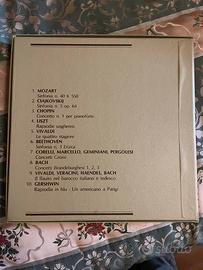 1 MOZART
Sinfonia n. 40 K 550
2 CIAJKOVSKIJ
Sinfonia n. 5 op. 64
3 CHOPIN
Concerto n. 1 per pianoforte
4 LISZT
Rapsodie ungheresi
5 VIVALDI
Le quattro stagioni
6 BEETHOVEN
Sinfonia n. 3 Eroica
7 CORELLI, MARCELLO, GEMINIANI, PERGOLESI
Concerti Grossi
8 BACH
Concerti Brandeburghesi 1, 2, 3
9 VIVALDI, VERACINI, HAENDEL, BACH
Il flauto nel barocco italiano e tedesco
10 GERSHWIN
Rapsodia in blu - Un americano a Parigi
subito